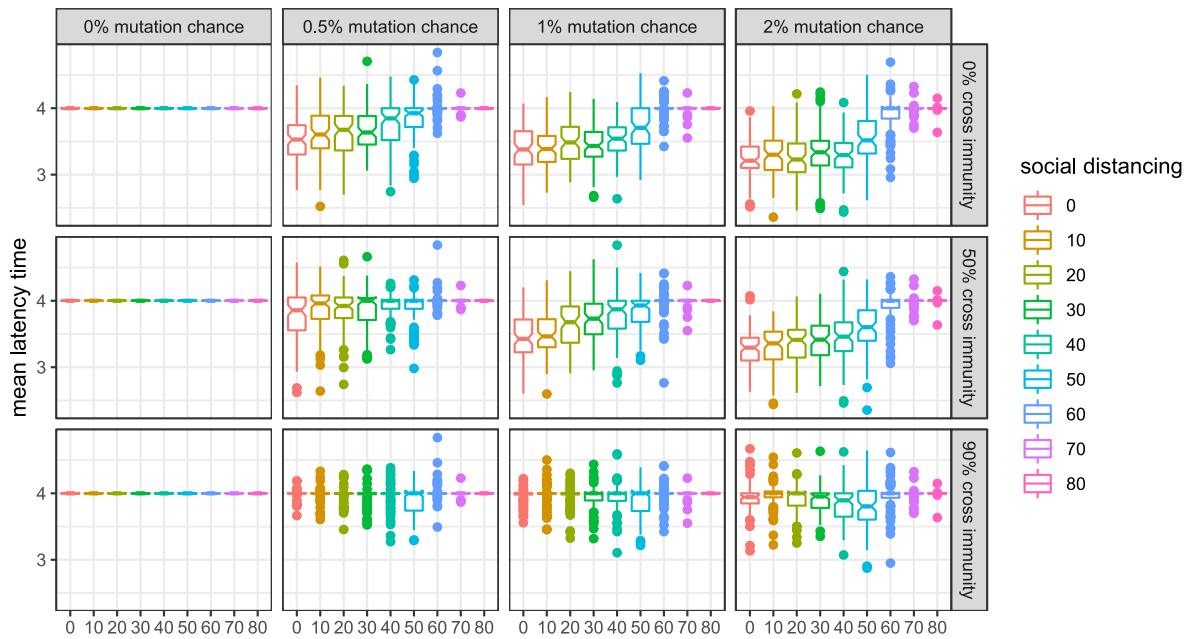 0% mutation chance
0.5% mutation chance
1% mutation chance
2% mutation chance
mean latency time
4
3
0% cross immunity
4
3
50% cross immunity
4
3
90% cross immunity
0 10 20 30 40 50 60 70 80
0 10 20 30 40 50 60 70 80
0 10 20 30 40 50 60 70 80
0 10 20 30 40 50 60 70 80
social distancing
0
10
20
30
40
50
60
70
80